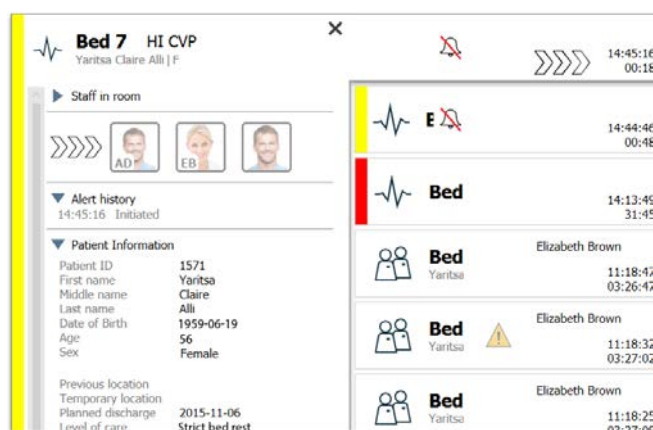 Bed 7 HI CVP
Yaritsa Claire Alli | F
Staff in room
AD EB
Alert history
14:45:16 Initiated
Patient Information
Patient ID 1571
First name Yaritsa
Middle name Claire
Last name Alli
Date of Birth 1959-06-19
Age 56
Sex Female
Previous location
Temporary location
Planned discharge 2015-11-06
Level of care Strict bed rest
14:45:16
00:18
14:44:46
00:48
Bed
14:13:49
31:45
Bed
Yaritsa
Elizabeth Brown
11:18:47
03:26:47
Bed
Yaritsa
Elizabeth Brown
11:18:32
03:27:02
Bed
Yaritsa
Elizabeth Brown
11:18:25